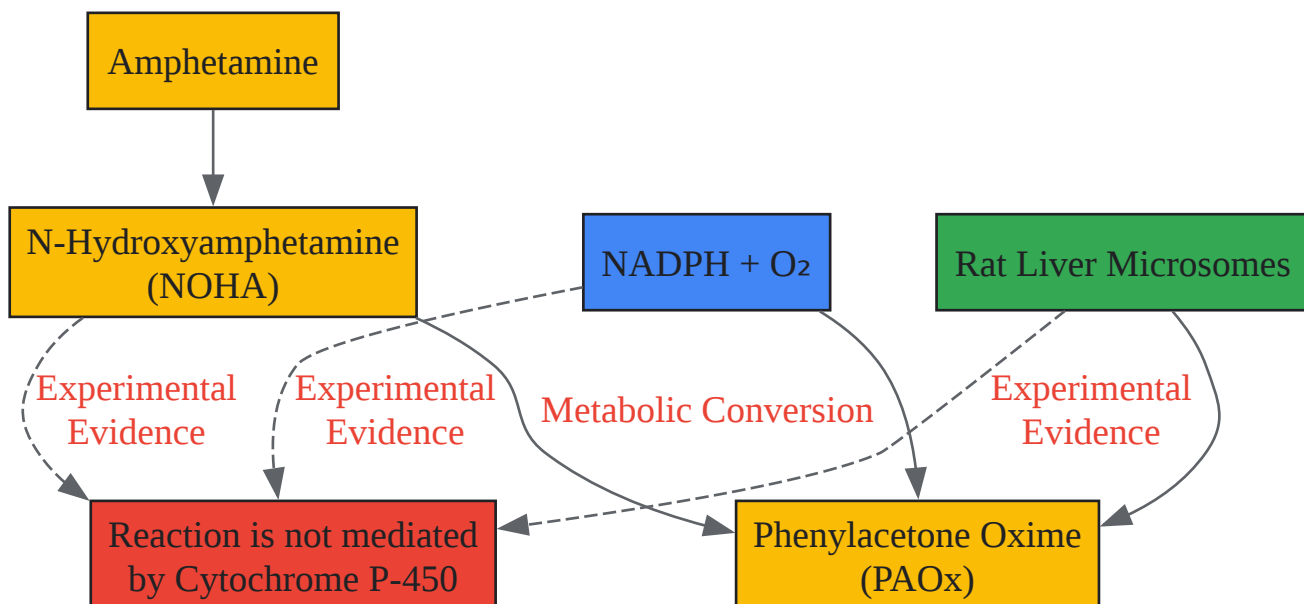 Amphetamine
N-Hydroxyamphetamine
(NOHA)
NADPH + O₂
Rat Liver Microsomes
Experimental
Evidence
Experimental
Evidence
Metabolic Conversion
Experimental
Evidence
Reaction is not mediated
by Cytochrome P-450
Phenylacetone Oxime
(PAOx)